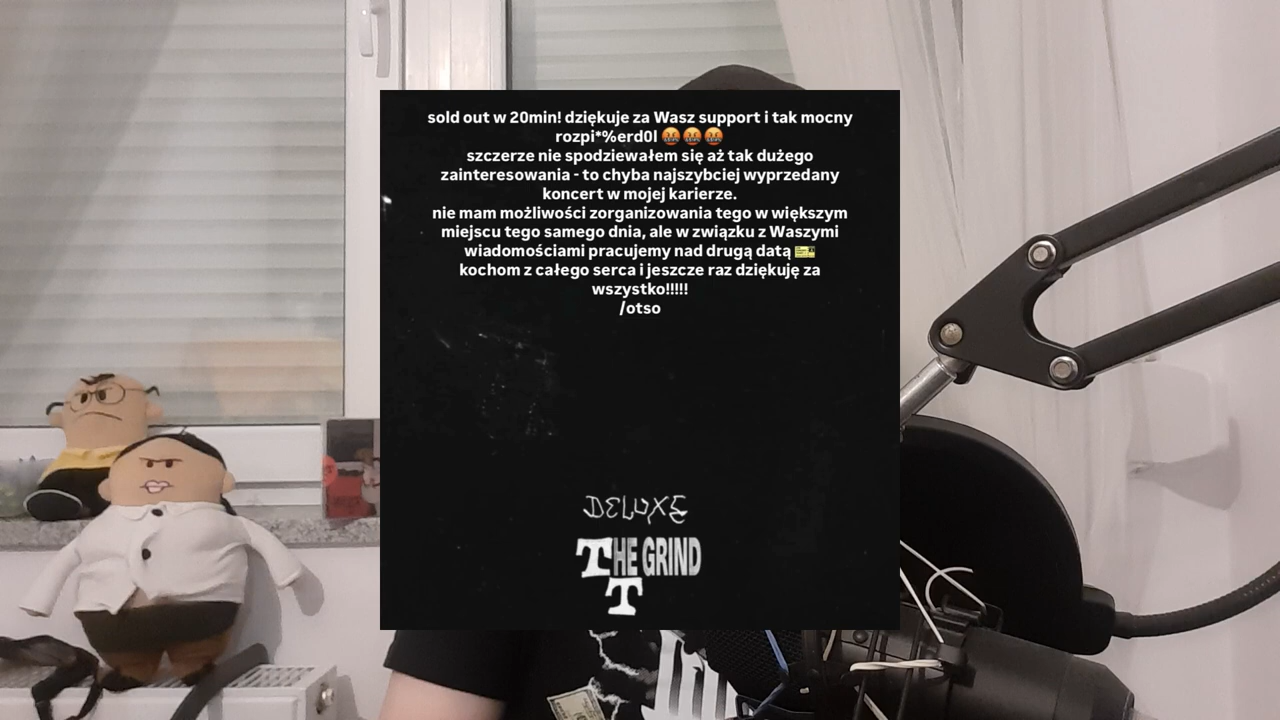 sold out w 20min! dziękuje za Wasz support i tak mocny
rozpi*%erd0l 🤬🤬🤬
szczerze nie spodziewałem się aż tak dużego
zainteresowania - to chyba najszybciej wyprzedany
koncert w mojej karierze.
nie mam możliwości zorganizowania tego w większym
miejscu tego samego dnia, ale w związku z Waszymi
wiadomościami pracujemy nad drugą datą 🎫
kochom z całego serca i jeszcze raz dziękuję za
wszystko!!!!!
/otso
DELUXE
THE GRIND
T